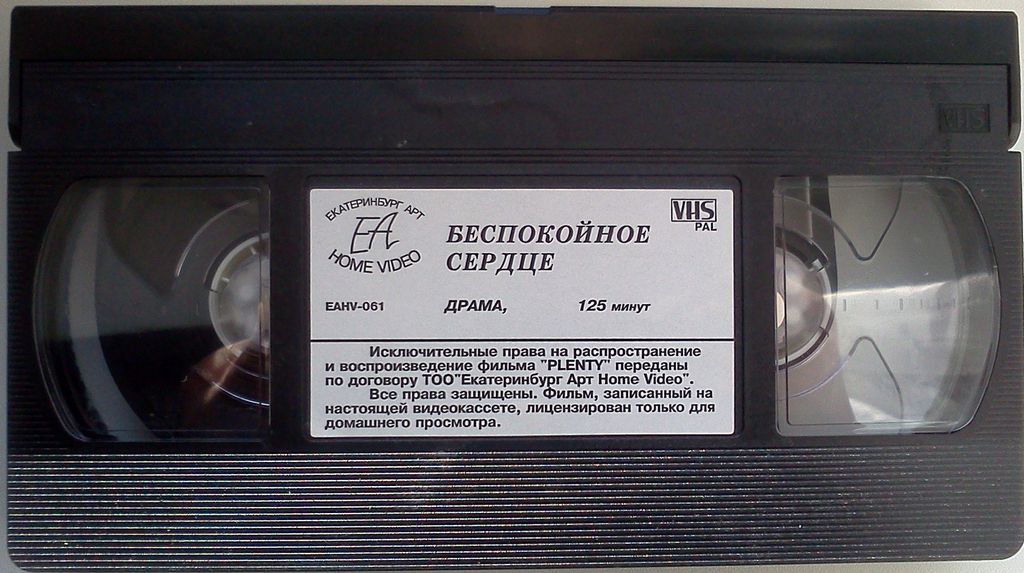 VHS
ЕКАТЕРИНБУРГ АРТ
EA
HOME VIDEO
БЕСПОКОЙНОЕ
СЕРДЦЕ
VHS
PAL
EAHV-061 ДРАМА, 125 минут
Исключительные права на распространение
и воспроизведение фильма "PLENTY" переданы
по договору ТОО"Екатеринбург Арт Home Video".
Все права защищены. Фильм, записанный на
настоящей видеокассете, лицензирован только для
домашнего просмотра.